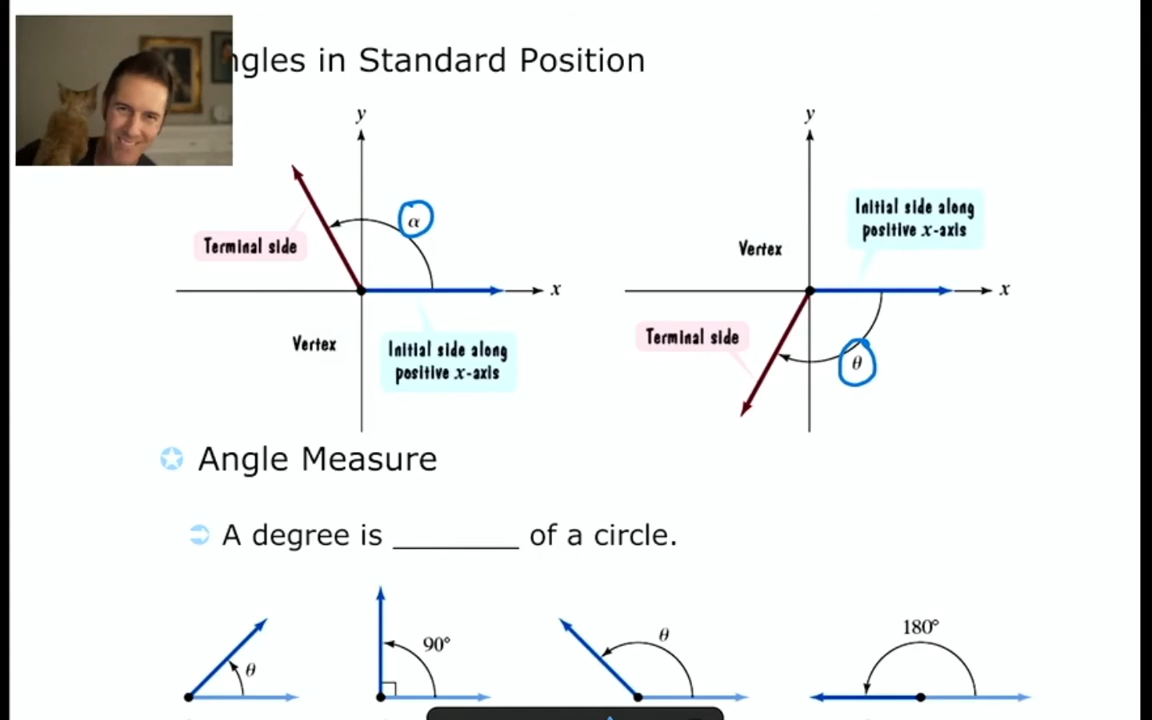 ngles in Standard Position
y
α
Terminal side
x
Vertex
Initial side along
positive x-axis
y
Initial side along
positive x-axis
Vertex
x
Terminal side
θ
Angle Measure
A degree is ________ of a circle.
θ
90°
θ
180°